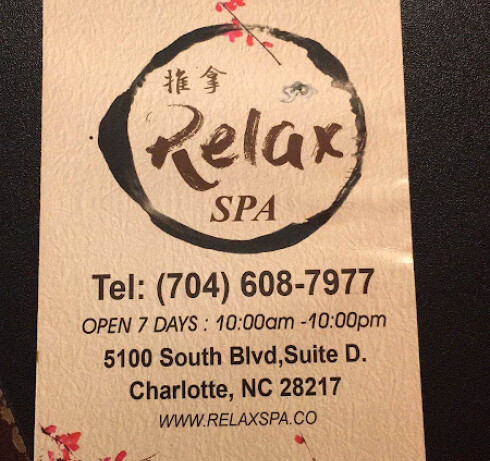 推拿
Relax
SPA
Tel: (704) 608-7977
OPEN 7 DAYS : 10:00am -10:00pm
5100 South Blvd,Suite D.
Charlotte, NC 28217
WWW.RELAXSPA.CO